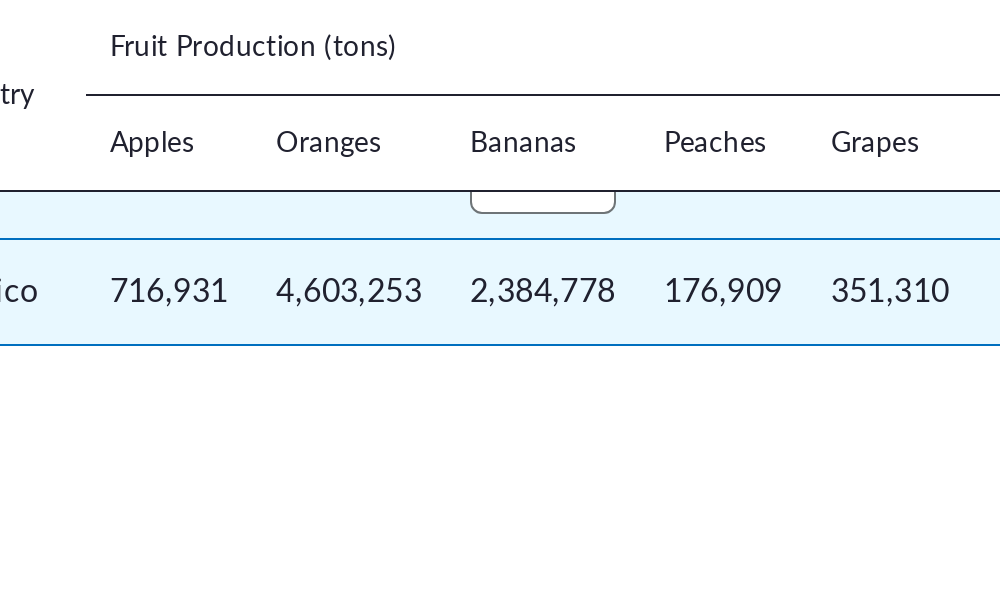 Fruit Production (tons)
try
Apples Oranges Bananas Peaches Grapes
ico 716,931 4,603,253 2,384,778 176,909 351,310